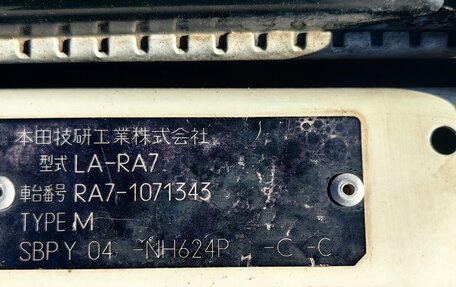 本田技研工業株式会社
型式 LA-RA7
車台番号 RA7-1071343
TYPE M
SBPY 04 -NH624P -C -C